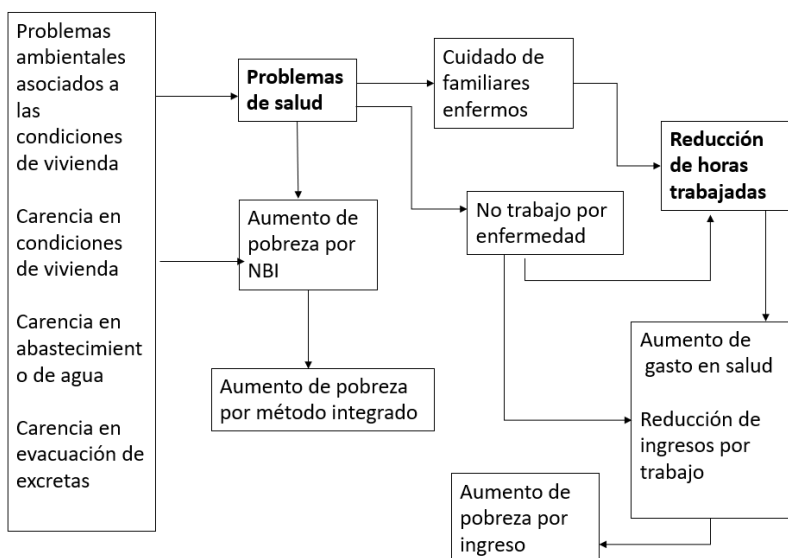 Problemas
ambientales
asociados a
las
condiciones
de vivienda
Carencia en
condiciones
de vivienda
Carencia en
abastecimient
o de agua
Carencia en
evacuación de
excretas
Problemas
de salud
Aumento de
pobreza por
NBI
Aumento de pobreza
por método integrado
Cuidado de
familiares
enfermos
No trabajo por
enfermedad
Reducción
de horas
trabajadas
Aumento de
gasto en salud
Reducción de
ingresos por
trabajo
Aumento de
pobreza por
ingreso